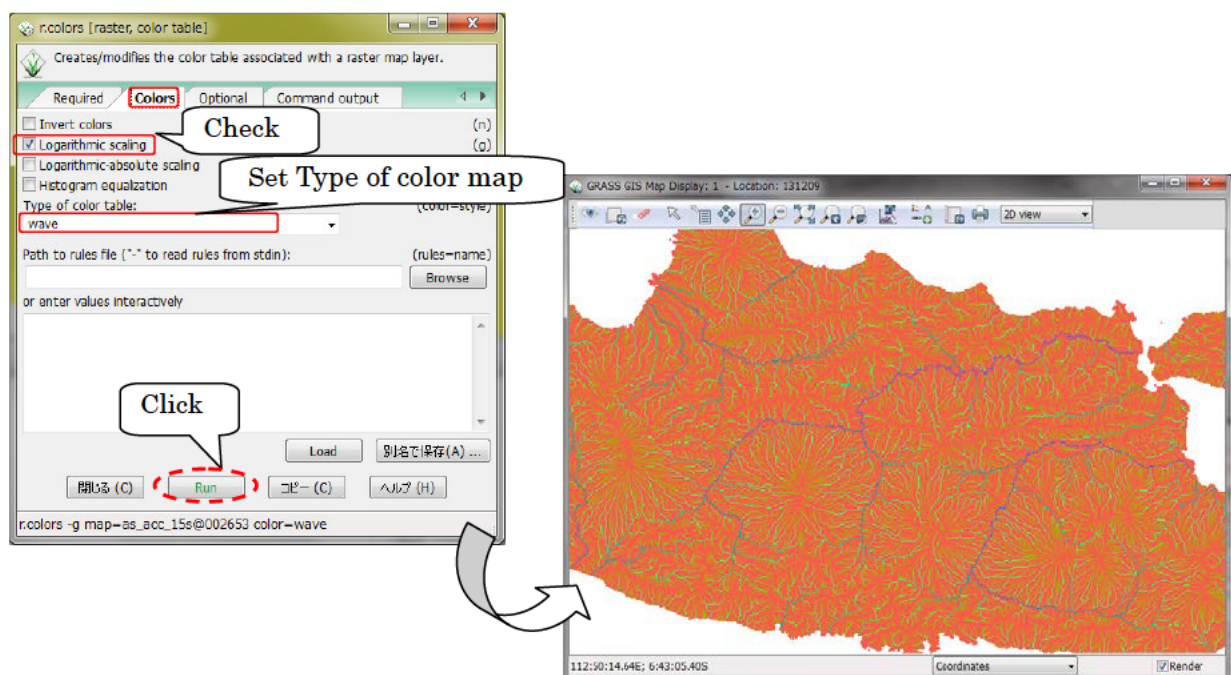 r.colors [raster, color table]
Creates/modifies the color table associated with a raster map layer.
Required Colors Optional Command output
Invert colors (n)
Check
Logarithmic scaling (g)
Logarithmic-absolute scaling
Set Type of color map
Histogram equalization
Type of color table: (color=style)
wave
Path to rules file ("-" to read rules from stdin): (rules=name)
Browse
or enter values interactively
Click
Load 別名で保存(A) ...
閉じる (C) Run コピー (C) ヘルプ (H)
r.colors -g map=as_acc_15s@002653 color=wave
GRASS GIS Map Display: 1 - Location: 131209
2D view
112:50:14.64E; 6:43:05.40S Coordinates Render